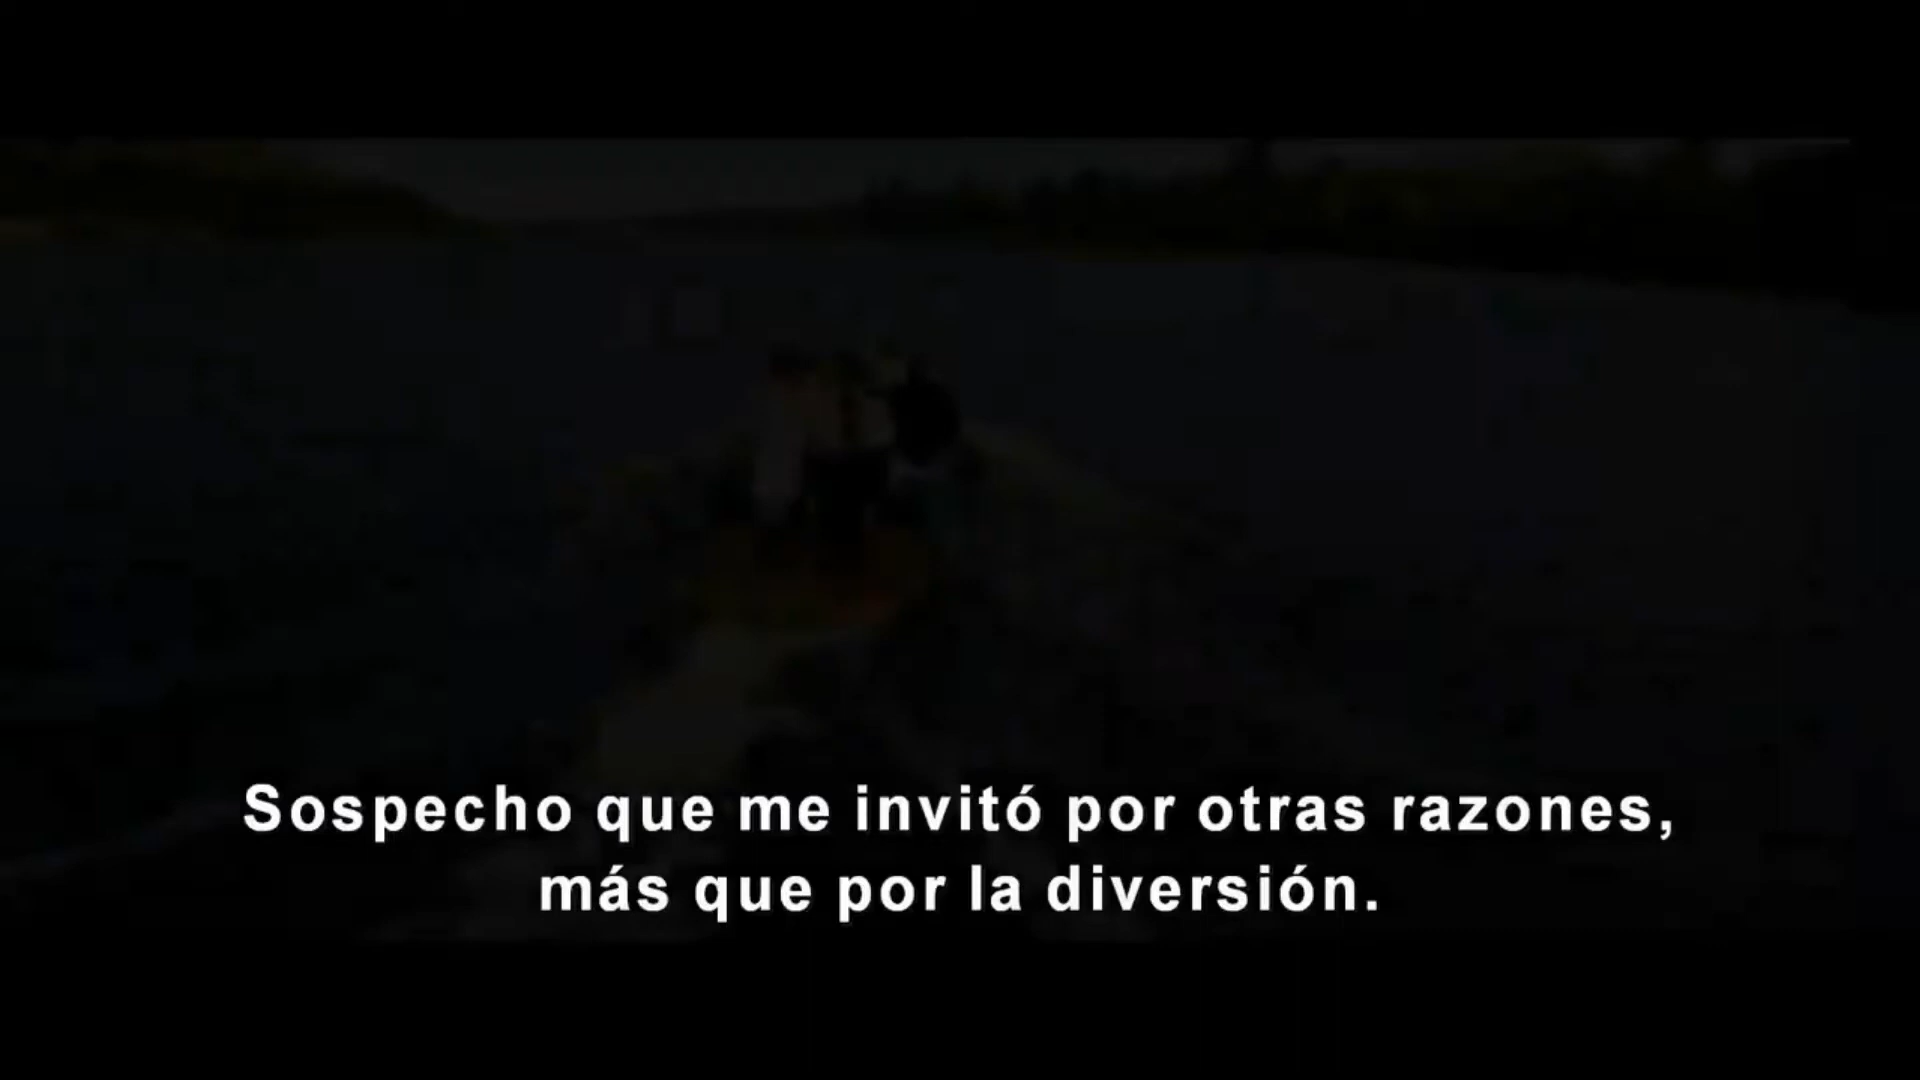 Sospecho que me invitó por otras razones,
más que por la diversión.